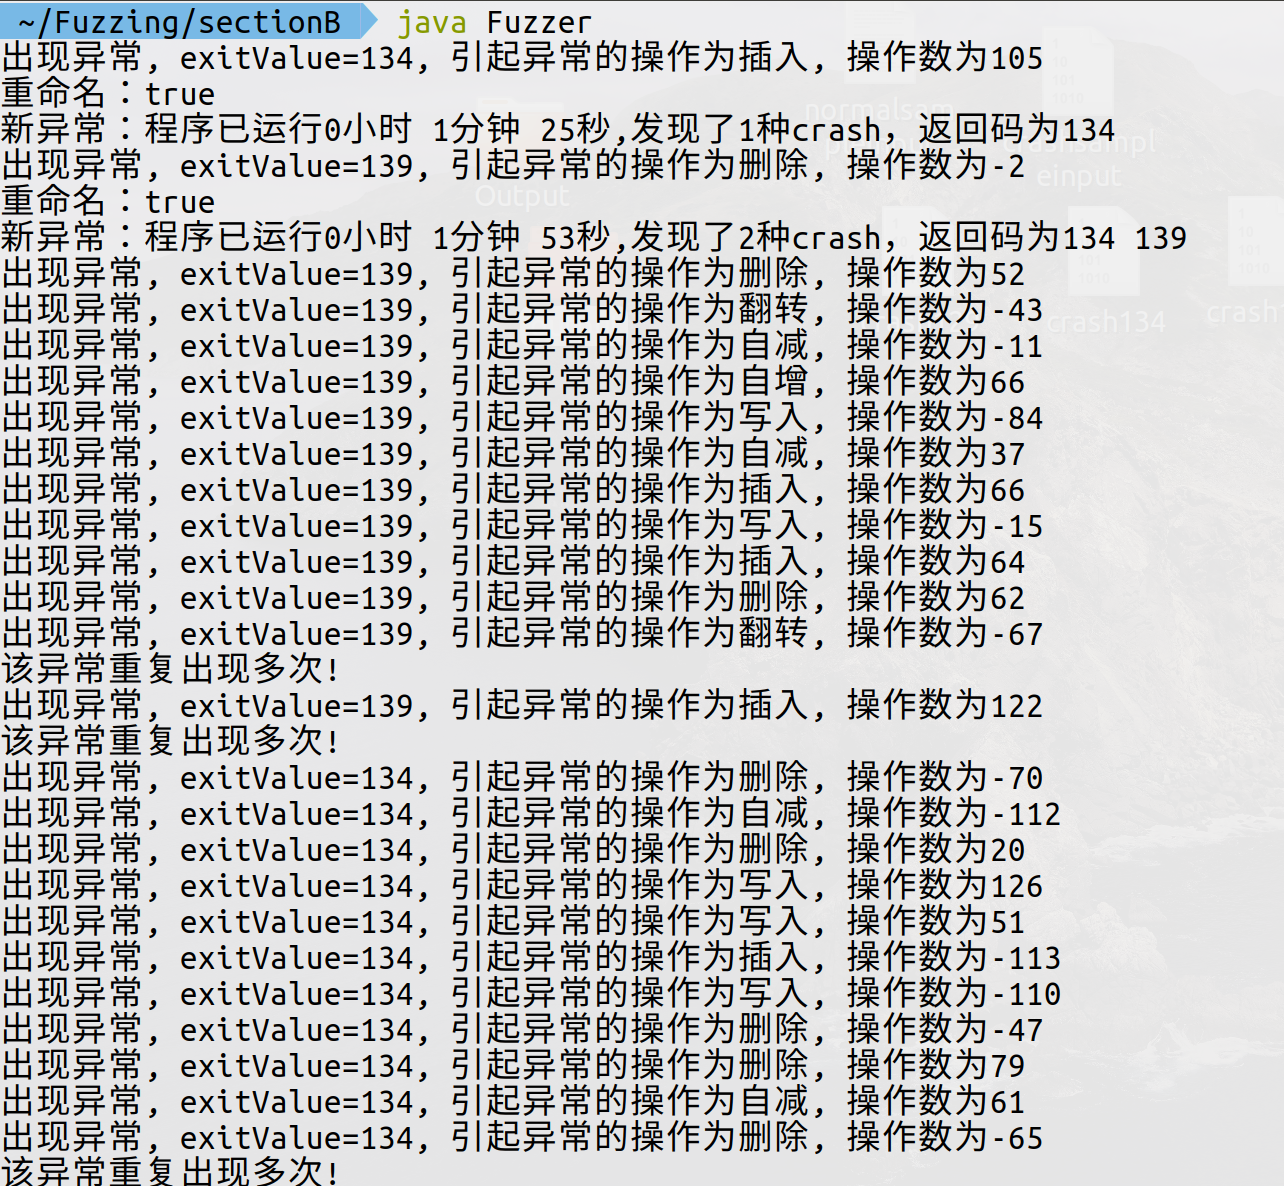 ~/Fuzzing/sectionB java Fuzzer
出现异常, exitValue=134, 引起异常的操作为插入, 操作数为105
重命名：true
新异常：程序已运行0小时 1分钟 25秒,发现了1种crash，返回码为134
出现异常, exitValue=139, 引起异常的操作为删除, 操作数为-2
重命名：true
新异常：程序已运行0小时 1分钟 53秒,发现了2种crash，返回码为134 139
出现异常, exitValue=139, 引起异常的操作为删除, 操作数为52
出现异常, exitValue=139, 引起异常的操作为翻转, 操作数为-43
出现异常, exitValue=139, 引起异常的操作为自减, 操作数为-11
出现异常, exitValue=139, 引起异常的操作为自增, 操作数为66
出现异常, exitValue=139, 引起异常的操作为写入, 操作数为-84
出现异常, exitValue=139, 引起异常的操作为自减, 操作数为37
出现异常, exitValue=139, 引起异常的操作为插入, 操作数为66
出现异常, exitValue=139, 引起异常的操作为写入, 操作数为-15
出现异常, exitValue=139, 引起异常的操作为插入, 操作数为64
出现异常, exitValue=139, 引起异常的操作为删除, 操作数为62
出现异常, exitValue=139, 引起异常的操作为翻转, 操作数为-67
该异常重复出现多次!
出现异常, exitValue=139, 引起异常的操作为插入, 操作数为122
该异常重复出现多次!
出现异常, exitValue=134, 引起异常的操作为删除, 操作数为-70
出现异常, exitValue=134, 引起异常的操作为自减, 操作数为-112
出现异常, exitValue=134, 引起异常的操作为删除, 操作数为20
出现异常, exitValue=134, 引起异常的操作为写入, 操作数为126
出现异常, exitValue=134, 引起异常的操作为写入, 操作数为51
出现异常, exitValue=134, 引起异常的操作为插入, 操作数为-113
出现异常, exitValue=134, 引起异常的操作为写入, 操作数为-110
出现异常, exitValue=134, 引起异常的操作为删除, 操作数为-47
出现异常, exitValue=134, 引起异常的操作为删除, 操作数为79
出现异常, exitValue=134, 引起异常的操作为自减, 操作数为61
出现异常, exitValue=134, 引起异常的操作为删除, 操作数为-65
该异常重复出现多次!
normalsam
einput
Output
crash134
crash